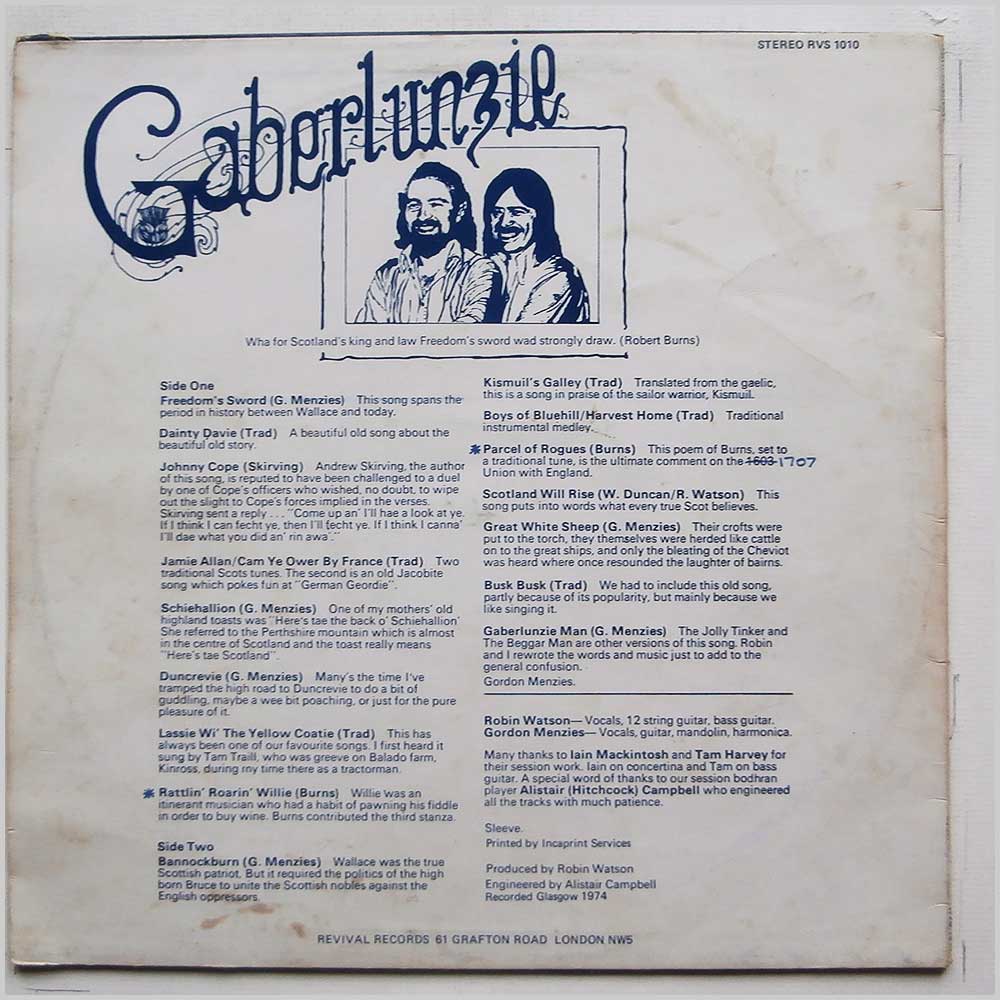 STEREO RVS 1010
Gaberlunzie
Wha for Scotland's king and law Freedom's sword wad strongly draw. (Robert Burns)
Side One
Freedom's Sword (G. Menzies) This song spans the
period in history between Wallace and today.
Dainty Davie (Trad) A beautiful old song about the
beautiful old story.
Johnny Cope (Skirving) Andrew Skirving, the author
of this song, is reputed to have been challenged to a duel
by one of Cope's officers who wished, no doubt, to wipe
out the slight to Cope's forces implied in the verses.
Skirving sent a reply . . . "Come up an' I'll hae a look at ye.
If I think I can fecht ye, then I'll fecht ye. If I think I canna'
I'll dae what you did an' rin awa'."
Jamie Allan/Cam Ye Ower By France (Trad) Two
traditional Scots tunes. The second is an old Jacobite
song which pokes fun at "German Geordie".
Schiehallion (G. Menzies) One of my mothers' old
highland toasts was "Here's tae the back o' Schiehallion'
She referred to the Perthshire mountain which is almost
in the centre of Scotland and the toast really means
"Here's tae Scotland".
Duncrevie (G. Menzies) Many's the time I've
tramped the high road to Duncrevie to do a bit of
guddling, maybe a wee bit poaching, or just for the pure
pleasure of it.
Lassie Wi' The Yellow Coatie (Trad) This has
always been one of our favourite songs. I first heard it
sung by Tam Traill, who was greeve on Balado farm,
Kinross, during my time there as a tractorman.
* Rattlin' Roarin' Willie (Burns) Willie was an
itinerant musician who had a habit of pawning his fiddle
in order to buy wine. Burns contributed the third stanza.
Side Two
Bannockburn (G. Menzies) Wallace was the true
Scottish patriot. But it required the politics of the high
born Bruce to unite the Scottish nobles against the
English oppressors.
Kismuil's Galley (Trad) Translated from the gaelic,
this is a song in praise of the sailor warrior, Kismuil.
Boys of Bluehill/Harvest Home (Trad) Traditional
instrumental medley.
* Parcel of Rogues (Burns) This poem of Burns, set to
a traditional tune, is the ultimate comment on the 1603 1707
Union with England.
Scotland Will Rise (W. Duncan/R. Watson) This
song puts into words what every true Scot believes.
Great White Sheep (G. Menzies) Their crofts were
put to the torch, they themselves were herded like cattle
on to the great ships, and only the bleating of the Cheviot
was heard where once resounded the laughter of bairns.
Busk Busk (Trad) We had to include this old song,
partly because of its popularity, but mainly because we
like singing it.
Gaberlunzie Man (G. Menzies) The Jolly Tinker and
The Beggar Man are other versions of this song. Robin
and I rewrote the words and music just to add to the
general confusion.
Gordon Menzies.
Robin Watson— Vocals, 12 string guitar, bass guitar.
Gordon Menzies— Vocals, guitar, mandolin, harmonica.
Many thanks to Iain Mackintosh and Tam Harvey for
their session work. Iain on concertina and Tam on bass
guitar. A special word of thanks to our session bodhran
player Alistair (Hitchcock) Campbell who engineered
all the tracks with much patience.
Sleeve.
Printed by Incaprint Services
Produced by Robin Watson
Engineered by Alistair Campbell
Recorded Glasgow 1974
REVIVAL RECORDS 61 GRAFTON ROAD LONDON NW5